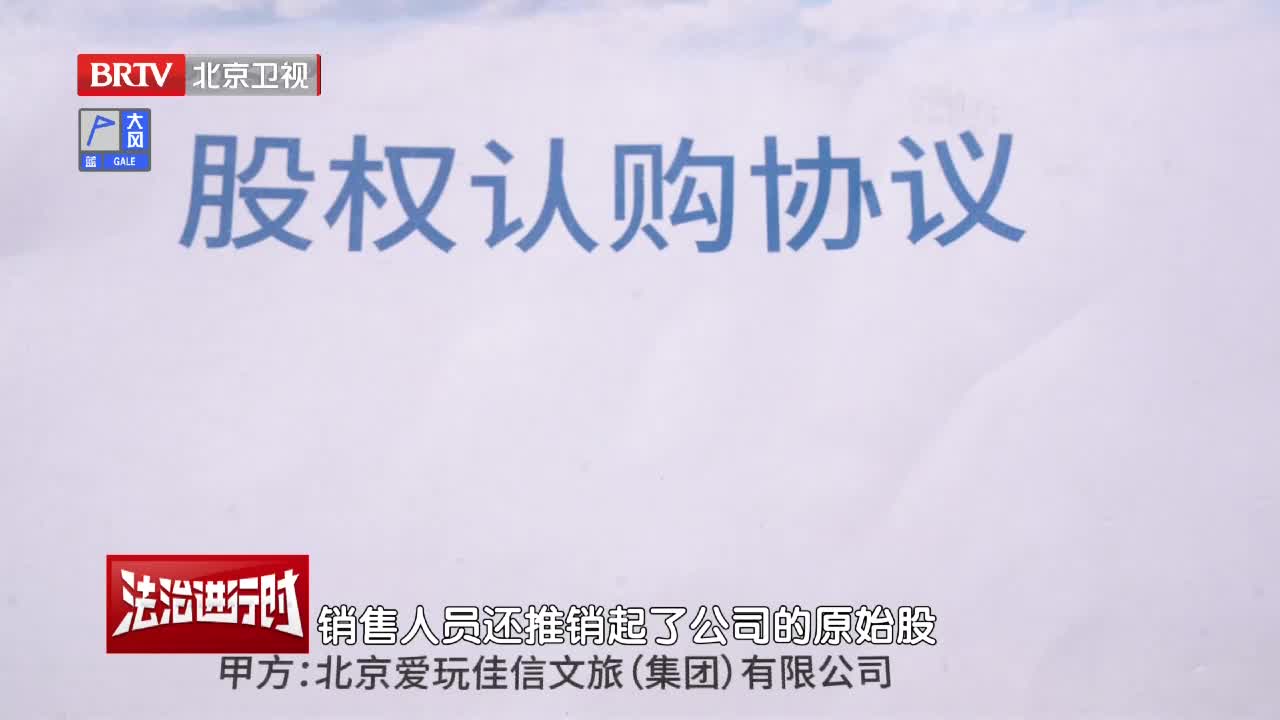 BRTV 北京卫视
大风
蓝 GALE
股权认购协议
法治进行时
销售人员还推销起了公司的原始股
甲方:北京爱玩佳信文旅(集团)有限公司